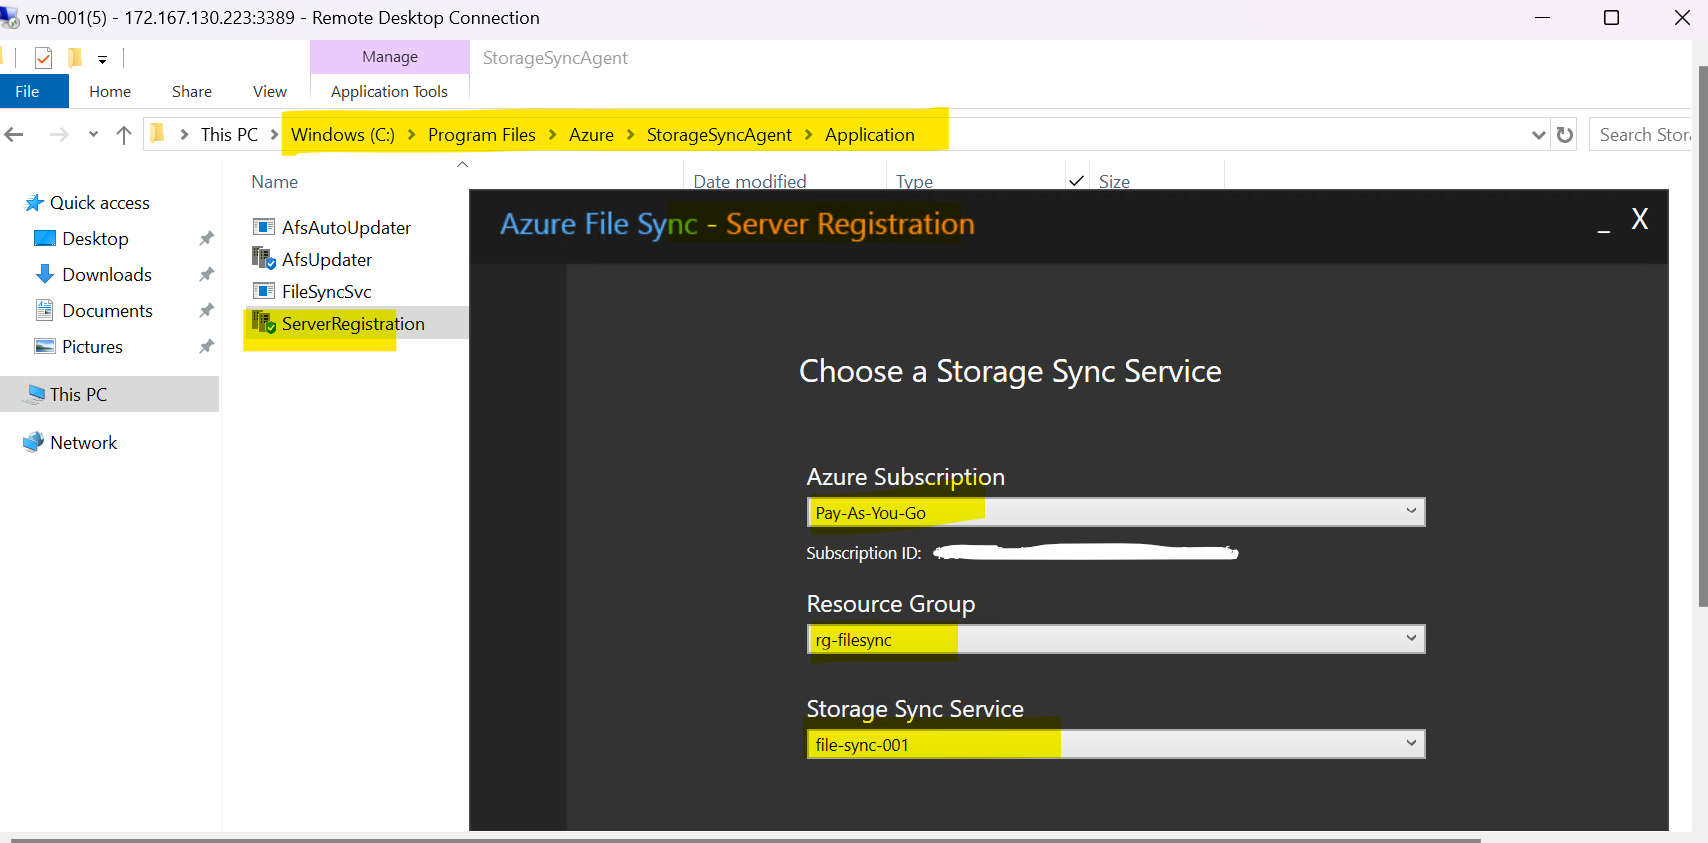 vm-001(5) - 172.167.130.223:3389 - Remote Desktop Connection
Manage StorageSyncAgent
File Home Share View Application Tools
This PC Windows (C:) Program Files Azure StorageSyncAgent Application Search Stora
Name Date modified Type Size
Quick access
Desktop
Downloads
Documents
Pictures
This PC
Network
AfsAutoUpdater
AfsUpdater
FileSyncSvc
ServerRegistration
Azure File Sync - Server Registration
_ X
Choose a Storage Sync Service
Azure Subscription
Pay-As-You-Go
Subscription ID:
Resource Group
rg-filesync
Storage Sync Service
file-sync-001